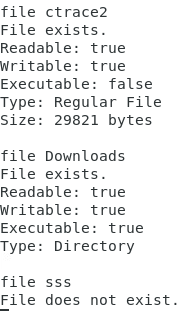 file ctrace2
File exists.
Readable: true
Writable: true
Executable: false
Type: Regular File
Size: 29821 bytes

file Downloads
File exists.
Readable: true
Writable: true
Executable: true
Type: Directory

file sss
File does not exist.